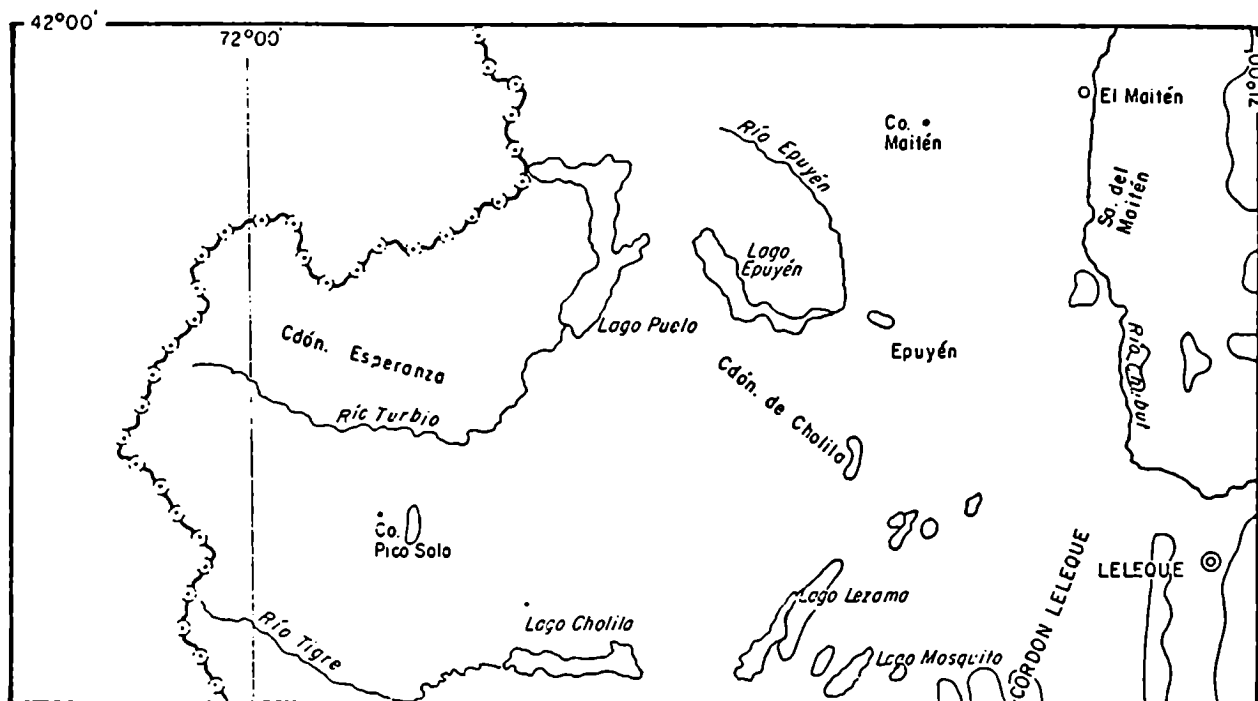 42°00'
72°00'
El Maitén
Co.
Maitén
Río Epuyén
So. del
Maitén
Lago
Epuyén
Lago Puelo
Epuyén
Cdón. Esperanza
Cdón. de Cholila
Río Turbio
Co.
Pico Solo
LELEQUE
CORDON LELEQUE
Lago Lezama
Lago Cholila
Río Tigre
Lago Mosquito